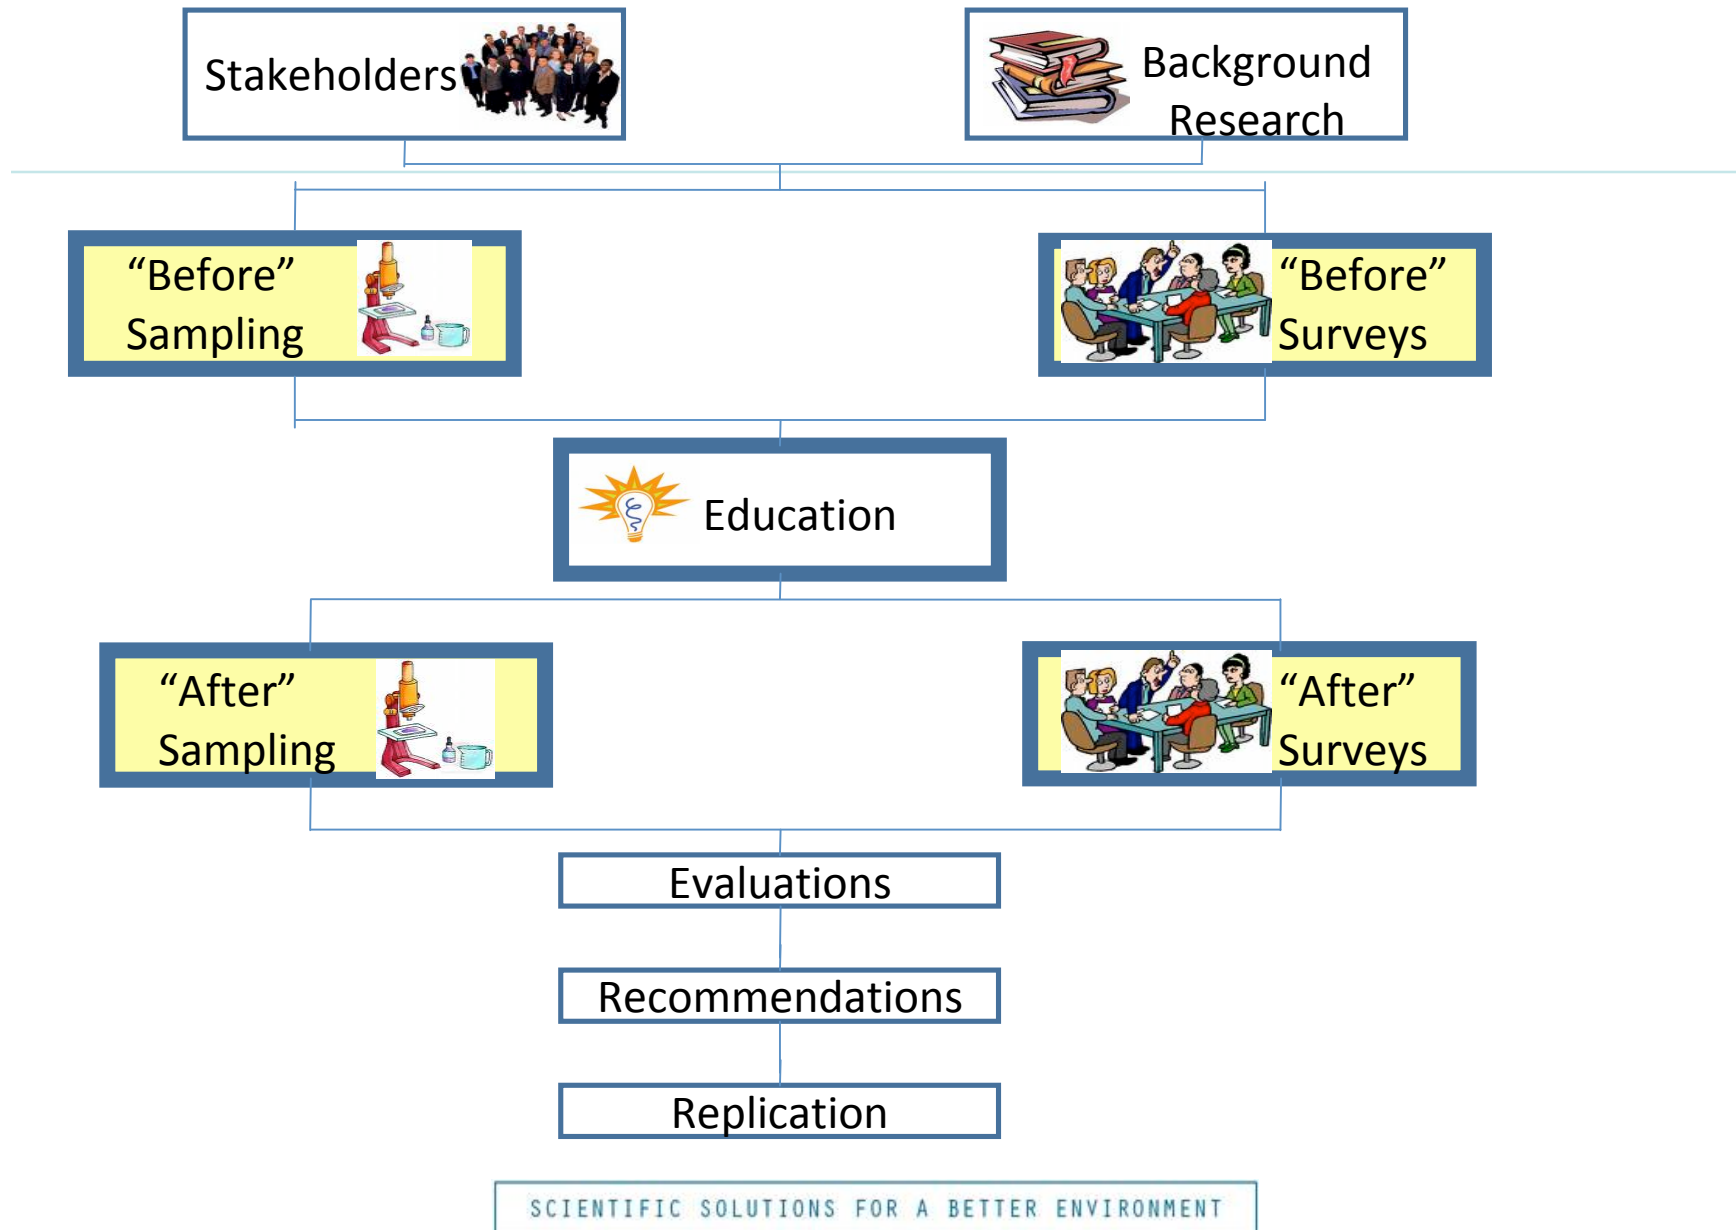 Stakeholders
Background
Research
“Before”
Sampling
“Before”
Surveys
Education
“After”
Sampling
“After”
Surveys
Evaluations
Recommendations
Replication
SCIENTIFIC SOLUTIONS FOR A BETTER ENVIRONMENT